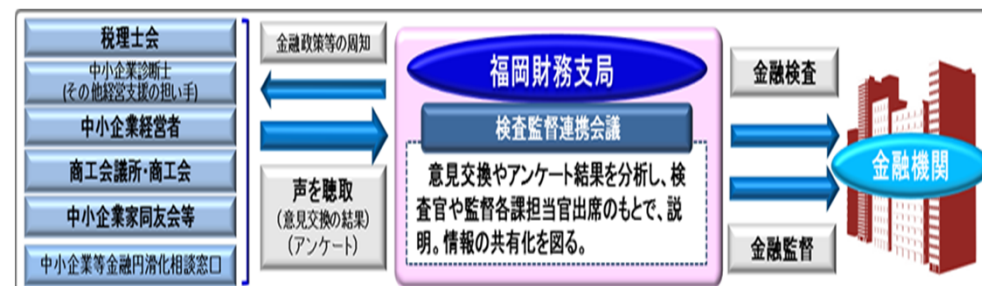 税理士会
中小企業診断士
(その他経営支援の担い手)
中小企業経営者
商工会議所・商工会
中小企業家同友会等
中小企業等金融円滑化相談窓口
金融政策等の周知
声を聴取
(意見交換の結果)
(アンケート)
福岡財務支局
検査監督連携会議
意見交換やアンケート結果を分析し、検
査官や監督各課担当官出席のもとで、説
明。情報の共有化を図る。
金融検査
金融監督
金融機関